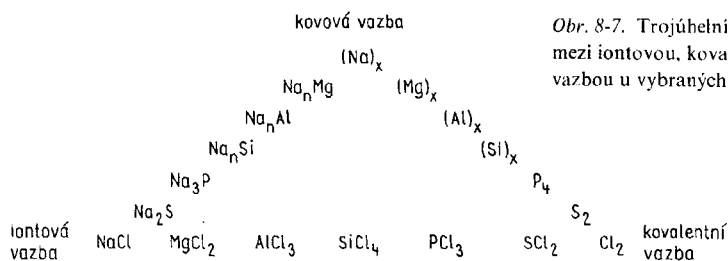 kovová vazba
Obr. 8-7. Trojúhelní
mezi iontovou, kova
vazbou u vybraných
(Na)x
NanMg (Mg)x
NanAl (Al)x
NanSi (Si)x
Na3P P4
Na2S S2
iontová vazba NaCl MgCl2 AlCl3 SiCl4 PCl3 SCl2 Cl2 kovalentní vazba